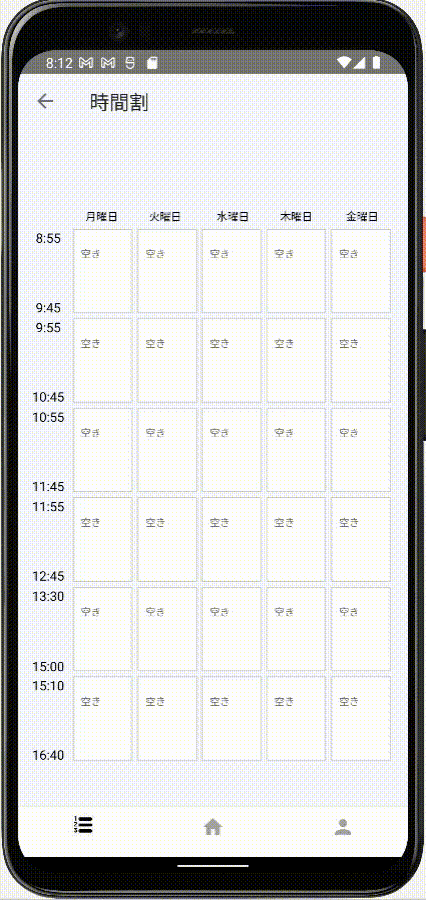 8:12
時間割
月曜日 火曜日 水曜日 木曜日 金曜日
8:55
空き 空き 空き 空き 空き
9:45
9:55
空き 空き 空き 空き 空き
10:45
10:55
空き 空き 空き 空き 空き
11:45
11:55
空き 空き 空き 空き 空き
12:45
13:30
空き 空き 空き 空き 空き
15:00
15:10
空き 空き 空き 空き 空き
16:40